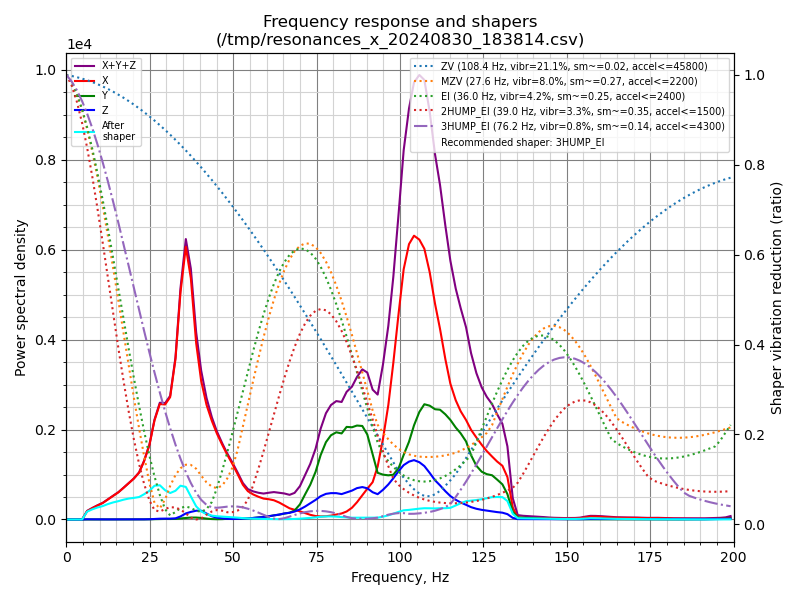 Frequency response and shapers
(/tmp/resonances_x_20240830_183814.csv)
1e4
X+Y+Z
X
Y
Z
After
shaper
ZV (108.4 Hz, vibr=21.1%, sm~=0.02, accel<=45800)
MZV (27.6 Hz, vibr=8.0%, sm~=0.27, accel<=2200)
EI (36.0 Hz, vibr=4.2%, sm~=0.25, accel<=2400)
2HUMP_EI (39.0 Hz, vibr=3.3%, sm~=0.35, accel<=1500)
3HUMP_EI (76.2 Hz, vibr=0.8%, sm~=0.14, accel<=4300)
Recommended shaper: 3HUMP_EI
Power spectral density
1.0
0.8
0.6
0.4
0.2
0.0
1.0
0.8
0.6
0.4
0.2
0.0
Shaper vibration reduction (ratio)
0 25 50 75 100 125 150 175 200
Frequency, Hz